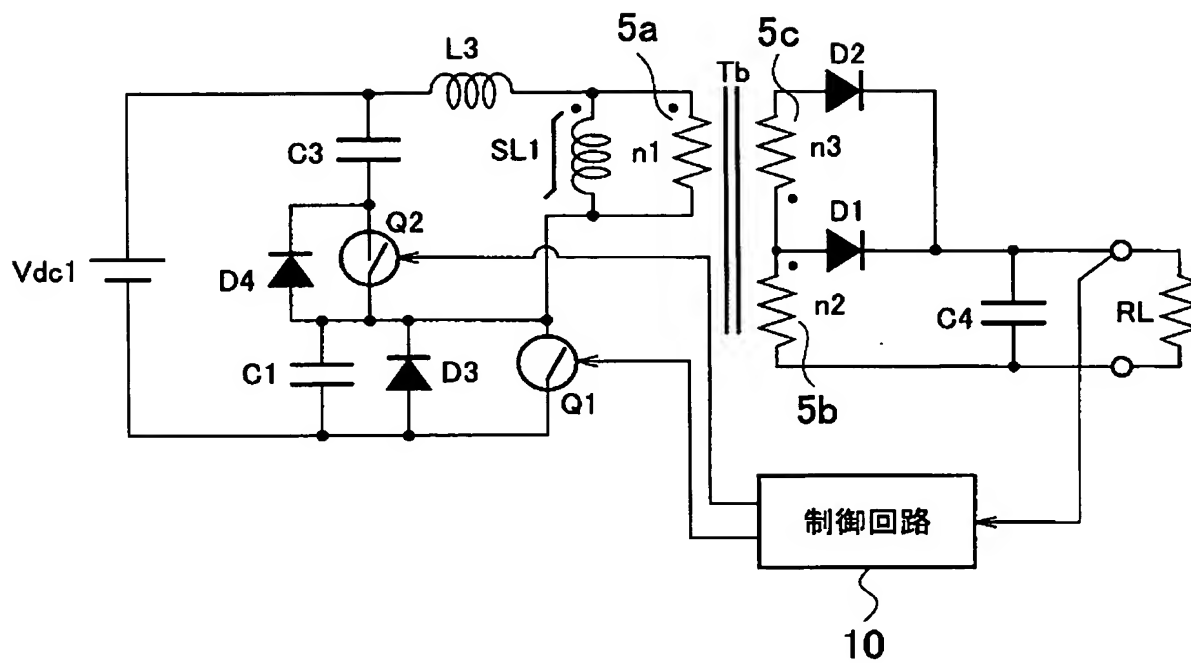 5a
5c
D2
L3
Tb
C3
SL1
n1
n3
Q2
D1
Vdc1
D4
n2
C4
RL
C1
D3
Q1
5b
制御回路
10